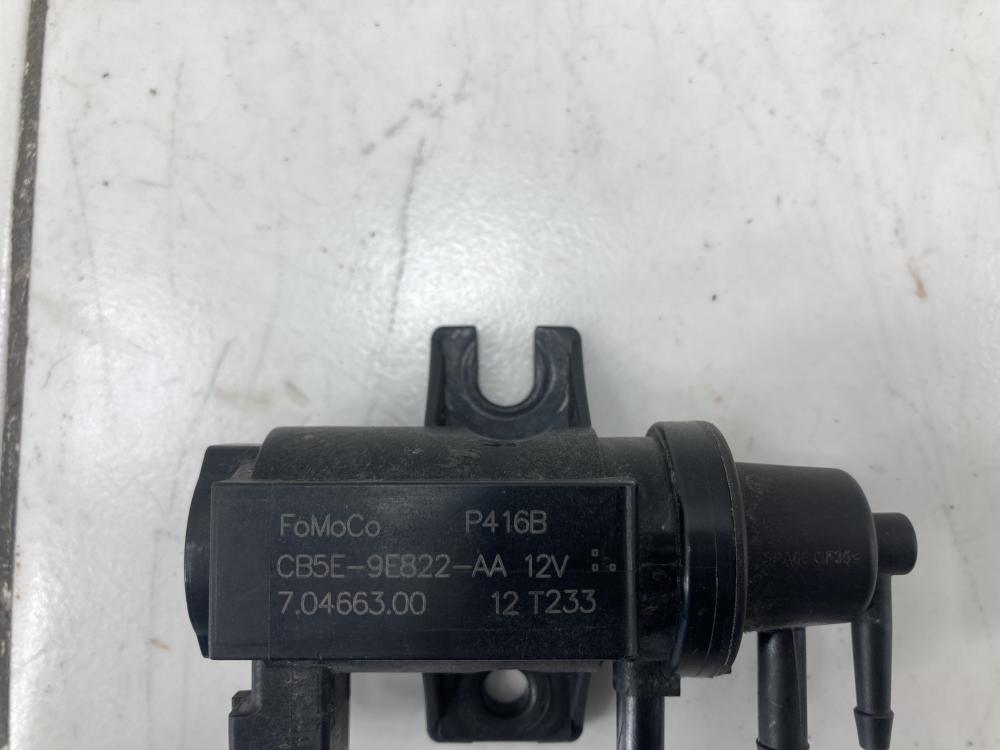 FoMoCo P416B
CB5E-9E822-AA 12V
7.04663.00 12 T233